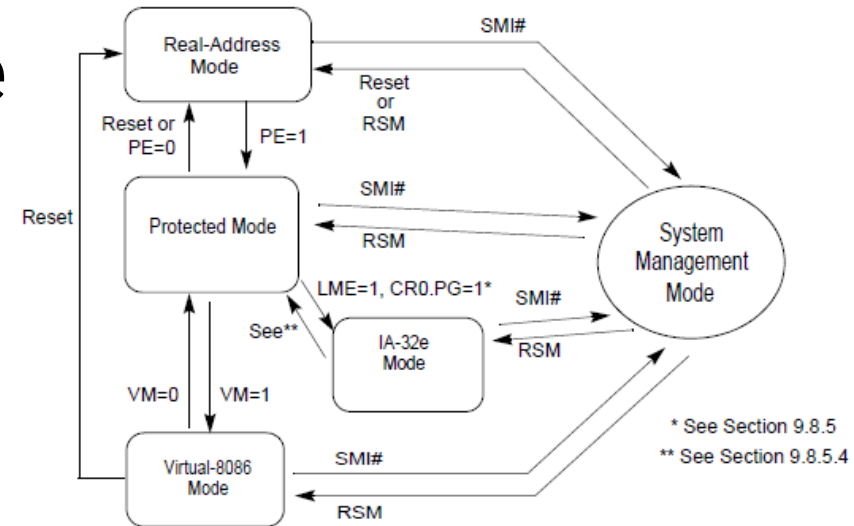 e
Real-Address
Mode
SMI#
Reset
or
RSM
Reset or
PE=0
PE=1
Reset
Protected Mode
SMI#
RSM
System
Management
Mode
LME=1, CR0.PG=1*
See**
IA-32e
Mode
SMI#
RSM
VM=0
VM=1
* See Section 9.8.5
** See Section 9.8.5.4
Virtual-8086
Mode
SMI#
RSM